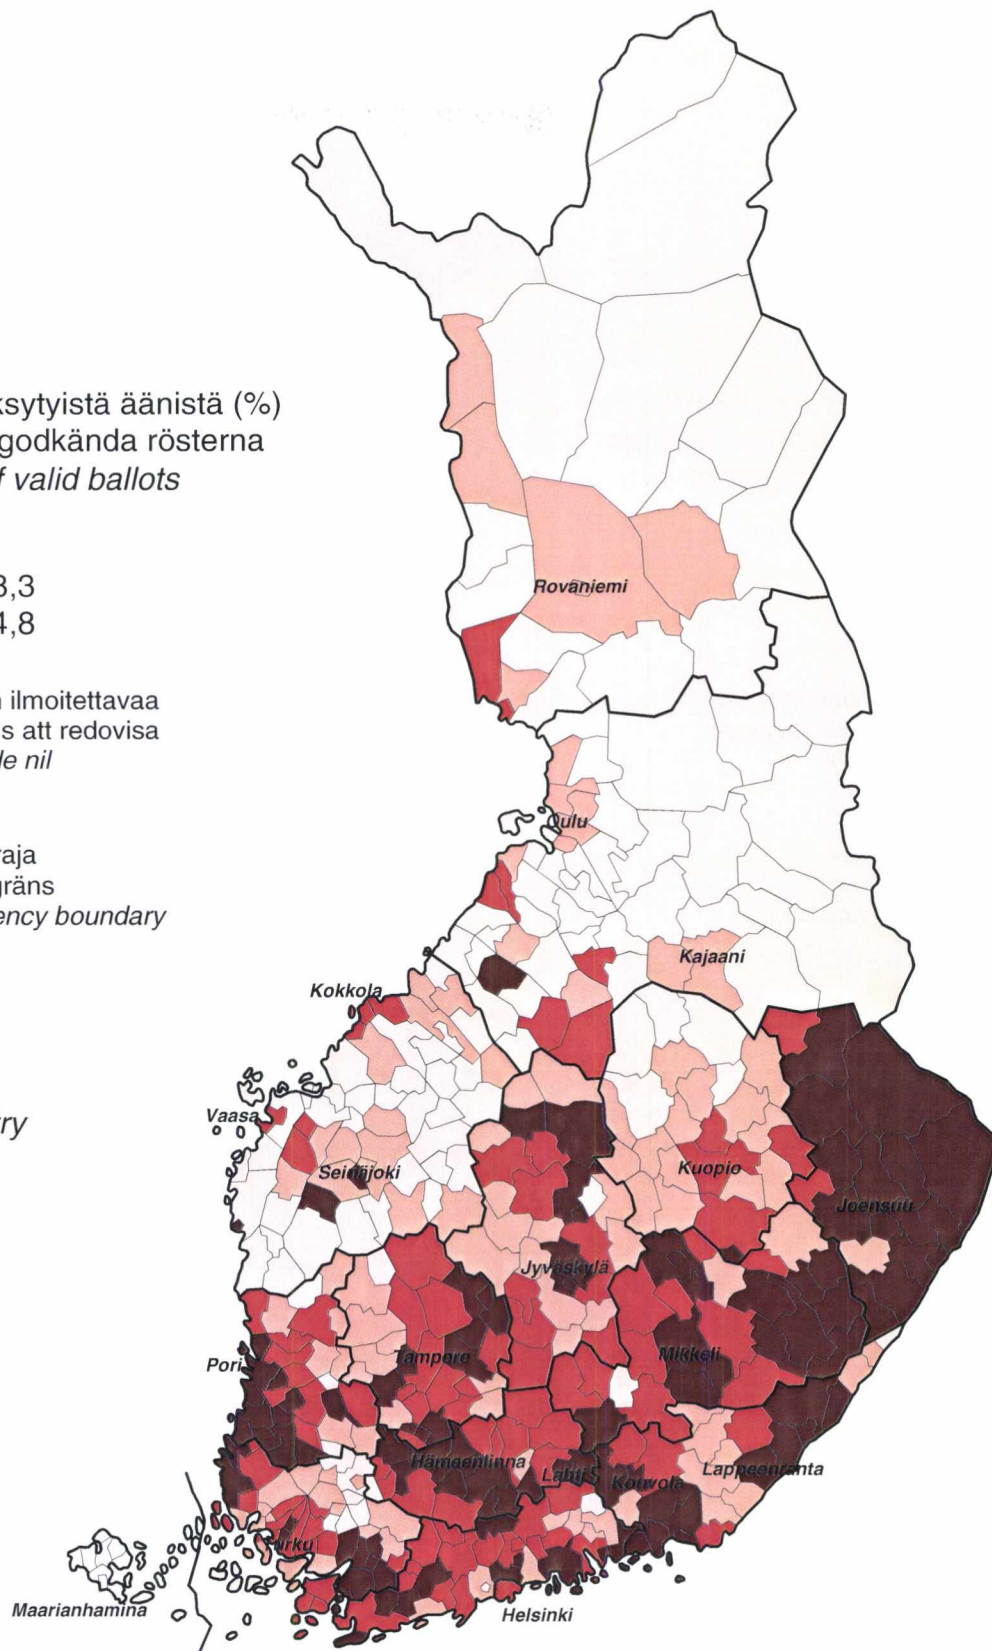 ksytyistä äänistä (%)
godkända rösterna
f valid ballots
3,3
4,8
ilmoitettavaa
s att redovisa
le nil
raja
gräns
ency boundary
ry
Rovaniemi
Oulu
Kajaani
Kokkola
Vaasa
Seinäjoki
Kuopio
Joensuu
Jyväskylä
Pori
Tampere
Mikkeli
Hämeenlinna
Lahti
Kouvola
Lappeenranta
Turku
Maarianhamina
Helsinki